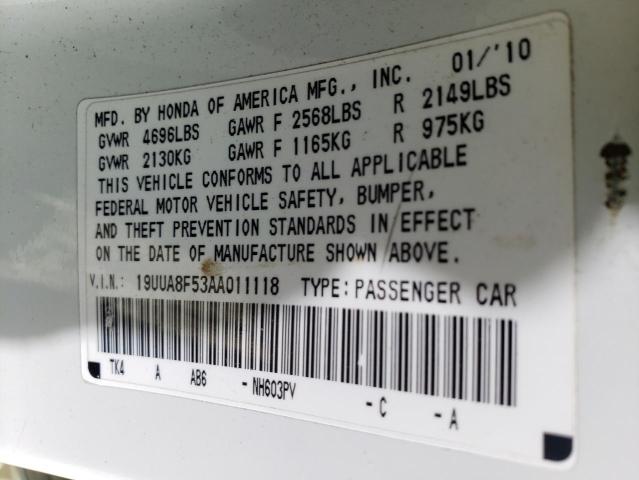 MFD. BY HONDA OF AMERICA MFG., INC. 01/'10
GVWR 4696LBS GAWR F 2568LBS R 2149LBS
GVWR 2130KG GAWR F 1165KG R 975KG
THIS VEHICLE CONFORMS TO ALL APPLICABLE
FEDERAL MOTOR VEHICLE SAFETY, BUMPER,
AND THEFT PREVENTION STANDARDS IN EFFECT
ON THE DATE OF MANUFACTURE SHOWN ABOVE.
V.I.N.: 19UUA8F53AA011118 TYPE:PASSENGER CAR
TK4 A AB6 -NH603PV -C -A